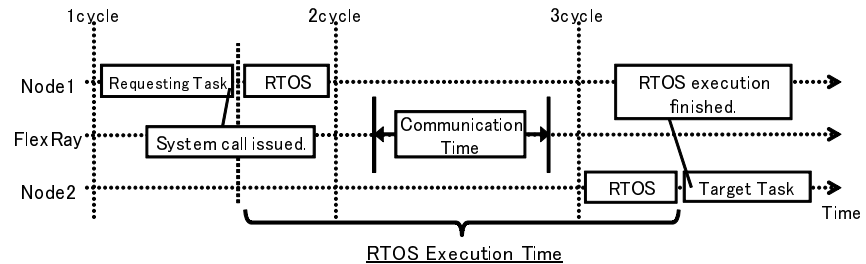 1cycle 2cycle 3cycle
Node1 Requesting Task RTOS RTOS execution
finished.
FlexRay System call issued. Communication
Time
Node2 RTOS Target Task
Time
RTOS Execution Time